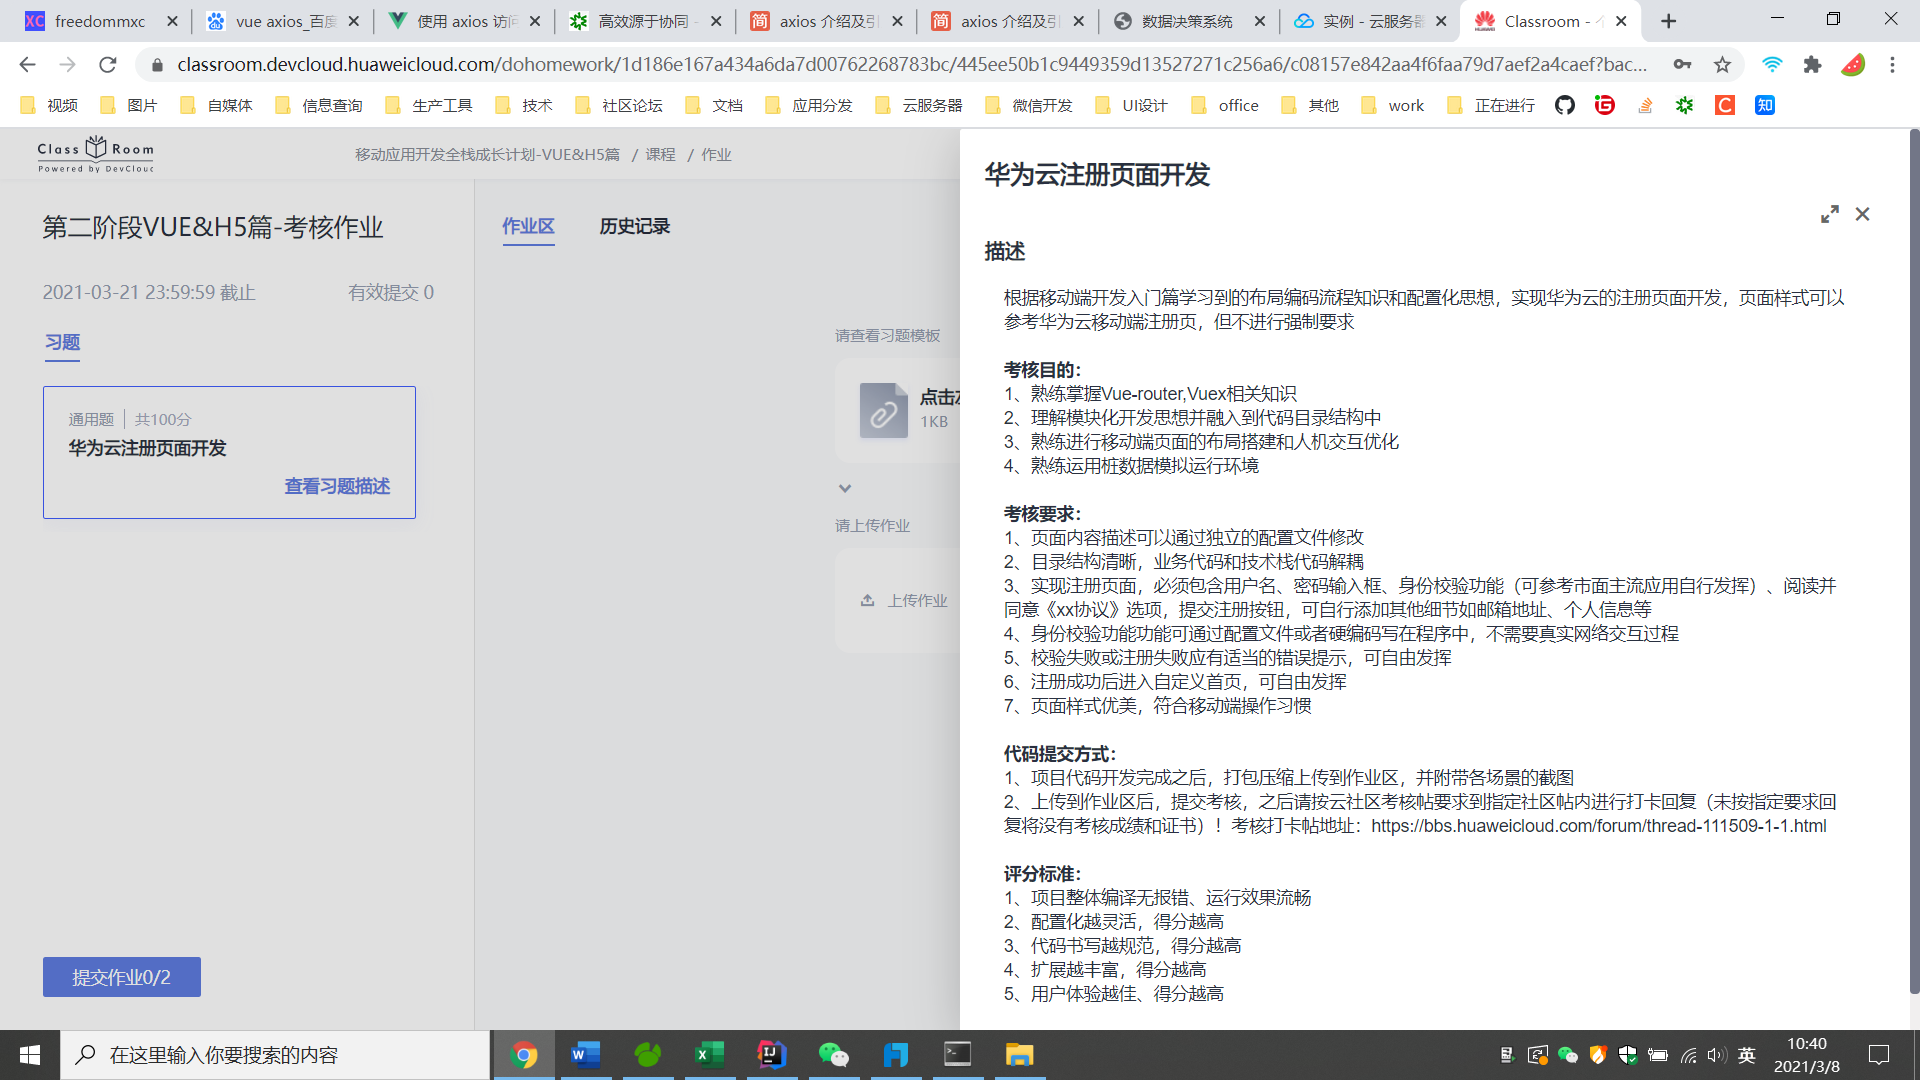 freedommxc
vue axios_百度
使用 axios 访问
高效源于协同 -
axios 介绍及引
axios 介绍及引
数据决策系统
实例 - 云服务器
Classroom - 个
classroom.devcloud.huaweicloud.com/dohomework/1d186e167a434a6da7d00762268783bc/445ee50b1c9449359d13527271c256a6/c08157e842aa4f6faa79d7aef2a4caef?bac...
视频
图片
自媒体
信息查询
生产工具
技术
社区论坛
文档
应用分发
云服务器
微信开发
UI设计
office
其他
work
正在进行
Class Room
Powered by DevCloud
移动应用开发全栈成长计划-VUE&H5篇 / 课程 / 作业
第二阶段VUE&H5篇-考核作业
2021-03-21 23:59:59 截止
有效提交 0
习题
通用题 共100分
华为云注册页面开发
查看习题描述
提交作业0/2
作业区
历史记录
请查看习题模板
点击
1KB
请上传作业
上传作业
华为云注册页面开发
描述
根据移动端开发入门篇学习到的布局编码流程知识和配置化思想，实现华为云的注册页面开发，页面样式可以
参考华为云移动端注册页，但不进行强制要求
考核目的：
1、熟练掌握Vue-router,Vuex相关知识
2、理解模块化开发思想并融入到代码目录结构中
3、熟练进行移动端页面的布局搭建和人机交互优化
4、熟练运用桩数据模拟运行环境
考核要求：
1、页面内容描述可以通过独立的配置文件修改
2、目录结构清晰，业务代码和技术栈代码解耦
3、实现注册页面，必须包含用户名、密码输入框、身份校验功能（可参考市面主流应用自行发挥）、阅读并
同意《xx协议》选项，提交注册按钮，可自行添加其他细节如邮箱地址、个人信息等
4、身份校验功能功能可通过配置文件或者硬编码写在程序中，不需要真实网络交互过程
5、校验失败或注册失败应有适当的错误提示，可自由发挥
6、注册成功后进入自定义首页，可自由发挥
7、页面样式优美，符合移动端操作习惯
代码提交方式：
1、项目代码开发完成之后，打包压缩上传到作业区，并附带各场景的截图
2、上传到作业区后，提交考核，之后请按云社区考核帖要求到指定社区帖内进行打卡回复（未按指定要求回
复将没有考核成绩和证书）！考核打卡帖地址：https://bbs.huaweicloud.com/forum/thread-111509-1-1.html
评分标准：
1、项目整体编译无报错、运行效果流畅
2、配置化越灵活，得分越高
3、代码书写越规范，得分越高
4、扩展越丰富，得分越高
5、用户体验越佳、得分越高
在这里输入你要搜索的内容
英
10:40
2021/3/8